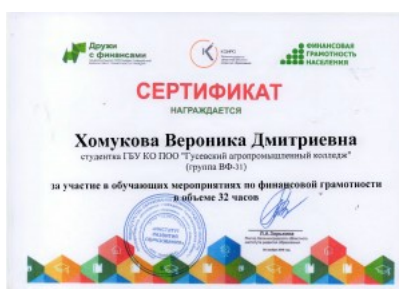 Дружи
с финансами
КОИРО
ФИНАНСОВАЯ
ГРАМОТНОСТЬ
НАСЕЛЕНИЯ
СЕРТИФИКАТ
НАГРАЖДАЕТСЯ
Хомукова Вероника Дмитриевна
студентка ГБУ КО ПОО "Гусевский агропромышленный колледж"
(группа ВФ-31)
за участие в обучающих мероприятиях по финансовой грамотности
в объеме 32 часов